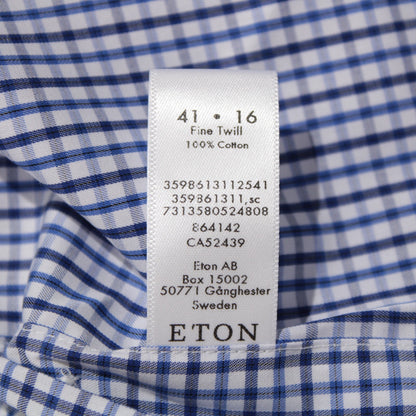 41 • 16
Fine Twill
100% Cotton
3598613112541
359861311,sc
7313580524808
864142
CA52439
Eton AB
Box 15002
50771 Gånghester
Sweden
ETON